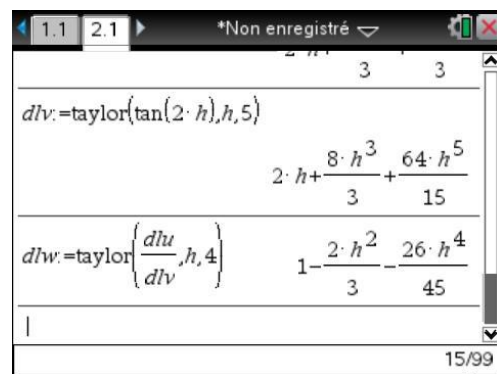 1.1 2.1 *Non enregistré
3 3
dlv:=taylor(tan(2·h),h,5)
2·h+8·h^3/3+64·h^5/15
dlw:=taylor(dlu/dlv,h,4) 1-2·h^2/3-26·h^4/45
15/99